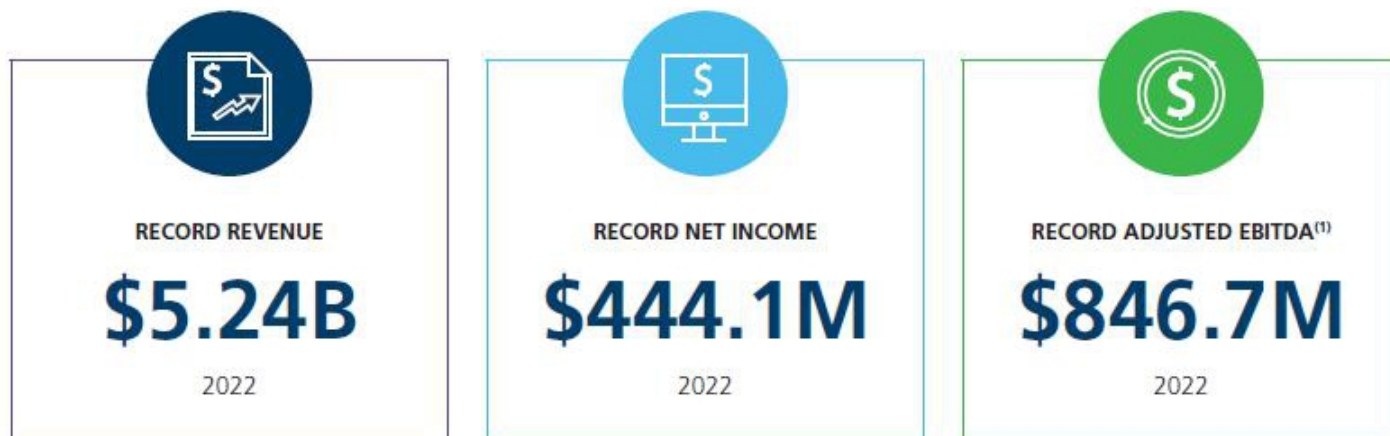 $
$
$
RECORD REVENUE
$5.24B
2022
RECORD NET INCOME
$444.1M
2022
RECORD ADJUSTED EBITDA(1)
$846.7M
2022